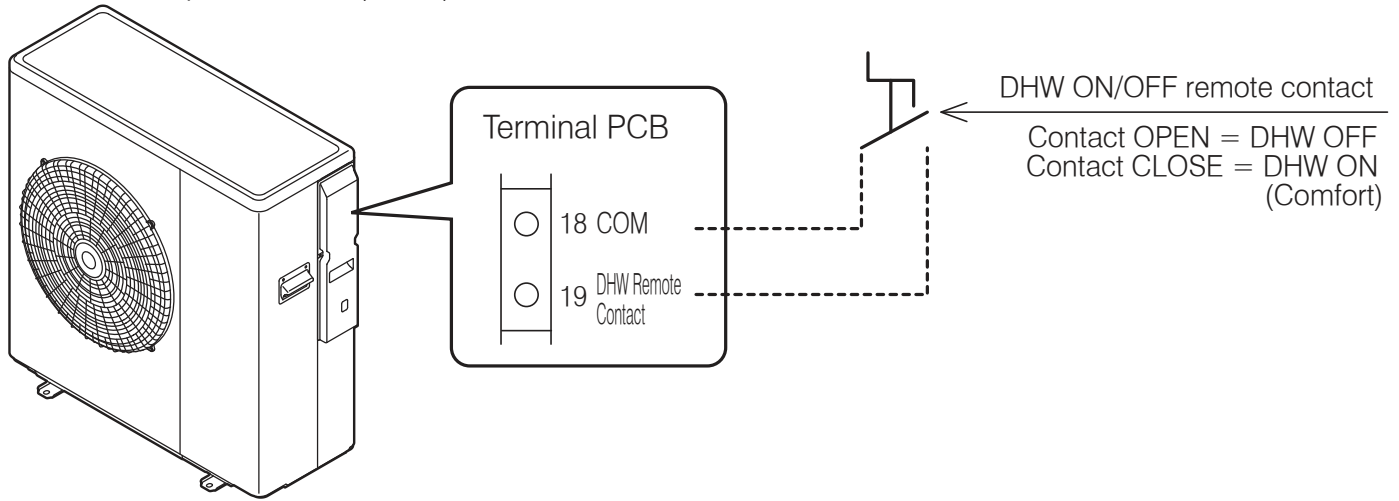 DHW ON/OFF remote contact
Terminal PCB
Contact OPEN = DHW OFF
Contact CLOSE = DHW ON
(Comfort)
18 COM
19 DHW Remote
Contact